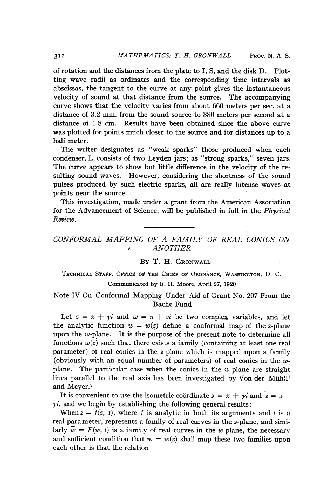 312 MATHEMATICS: T. H. GRONWALL PROC. N. A. S.
of rotation and the distances from the plate to I, S, and the disk D. Plot-
ting wave radii as ordinates and the corresponding time intervals as
abscissas, the tangent to the curve at any point gives the instantaneous
velocity of sound at that distance from the source. The accompanying
curve shows that the velocity varies from about 660 meters per sec. at a
distance of 3.2 mm. from the sound source to 380 meters per second at a
distance of 1.8 cm. Results have been obtained since the above curve
was plotted for points much closer to the source and for distances up to a
half meter.
The writer designates as "weak sparks" those produced when each
condenser, L, consists of two Leyden jars; as "strong sparks," seven jars.
The curve appears to show but little difference in the velocity of the re-
sulting sound waves. However, considering the shortness of the sound
pulses produced by such electric sparks, all are really intense waves at
points near the source.
This investigation, made under a grant from the American Association
for the Advancement of Science, will be published in full in the Physical
Review.
CONFORMAL MAPPING OF A FAMILY OF REAL CONICS ON
ANOTHER
BY T. H. GRONWALL
TECHNICAL STAFF, OFFICE OF THE CHIEF OF ORDNANCE, WASHINGTON, D. C.
Communicated by E. H. Moore, April 27, 1920
Note IV On Conformal Mapping Under Aid of Grant No. 207 From the
Bache Fund
Let z = x + yi and w = u + vi be two complex variables, and let
the analytic function w = w(z) define a conformal map of the z-plane
upon the w-plane. It is the purpose of the present note to determine all
functions w(z) such that there exists a family (containing at least one real
parameter) of real conics in the z-plane which is mapped upon a family
(obviously with an equal number of parameters) of real conics in the w-
plane. The particular case when the conics in the z-plane are straight
lines parallel to the real axis has been investigated by Von der Mühll
and Meyer.
It is convenient to use the isometric coördinates z = x + yi and z̄ = x −
yi, and we begin by establishing the following general results:
When z̄ = f(z, t), where f is analytic in both its arguments and t is a
real parameter, represents a family of real curves in the z-plane, and simi-
larly w̄ = F(w, t) is a family of real curves in the w-plane, the necessary
and sufficient condition that w = w(z) shall map these two families upon
each other is that the relation